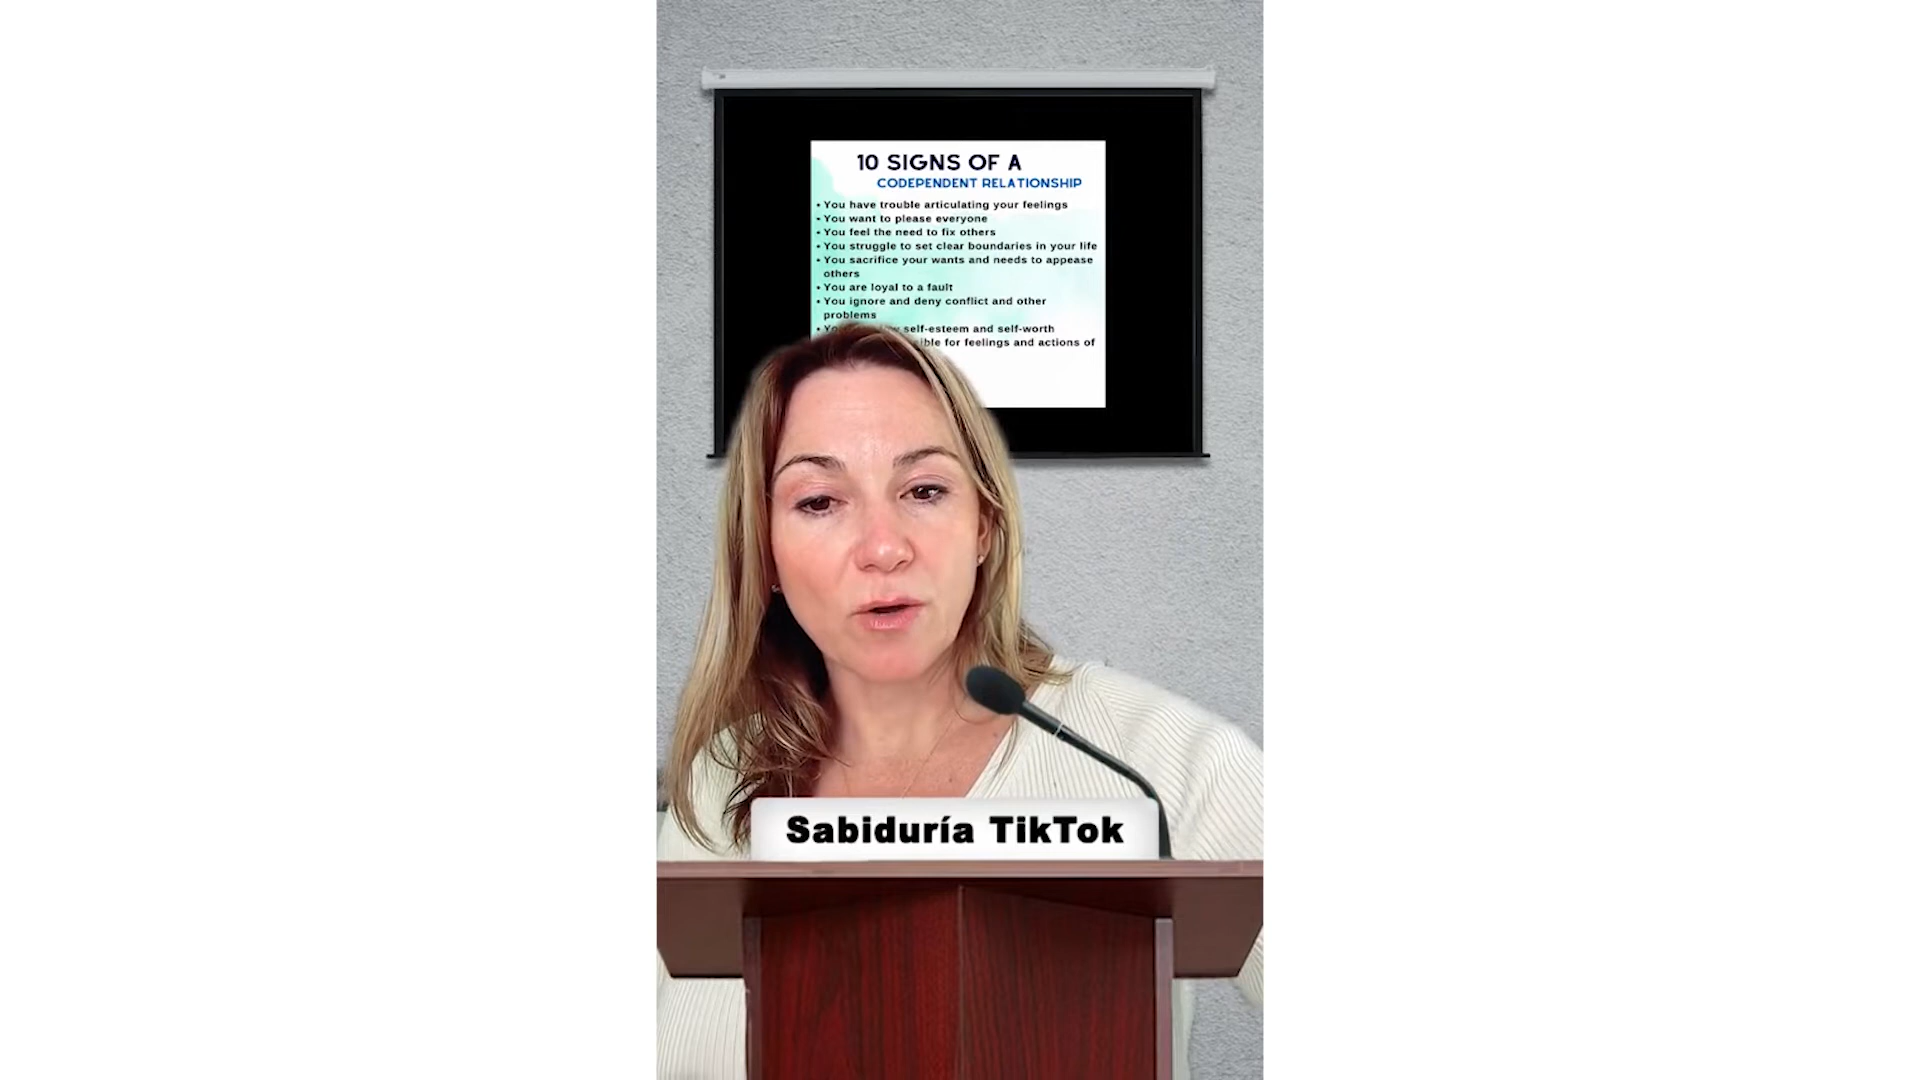 10 SIGNS OF A
CODEPENDENT RELATIONSHIP
• You have trouble articulating your feelings
• You want to please everyone
• You feel the need to fix others
• You struggle to set clear boundaries in your life
• You sacrifice your wants and needs to appease
others
• You are loyal to a fault
• You ignore and deny conflict and other
problems
• self-esteem and self-worth
for feelings and actions of
Sabiduría TikTok